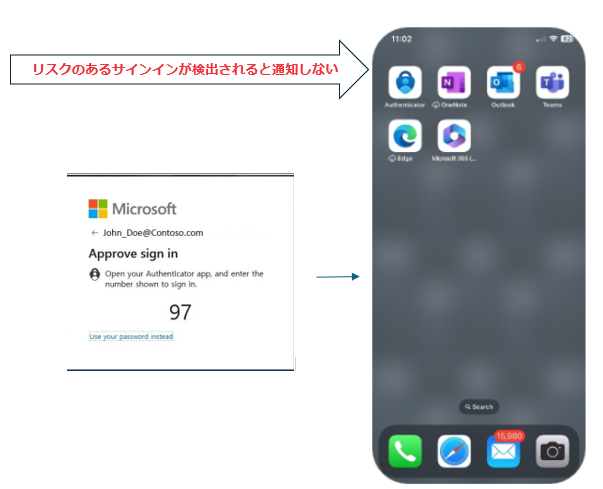 リスクのあるサインインが検出されると通知しない
11:02
82
Authenticator
OneNote
6
Outlook
Teams
Edge
Microsoft 365 (...
Microsoft
← John_Doe@Contoso.com
Approve sign in
Open your Authenticator app, and enter the
number shown to sign in.
97
Use your password instead
Search
15,980